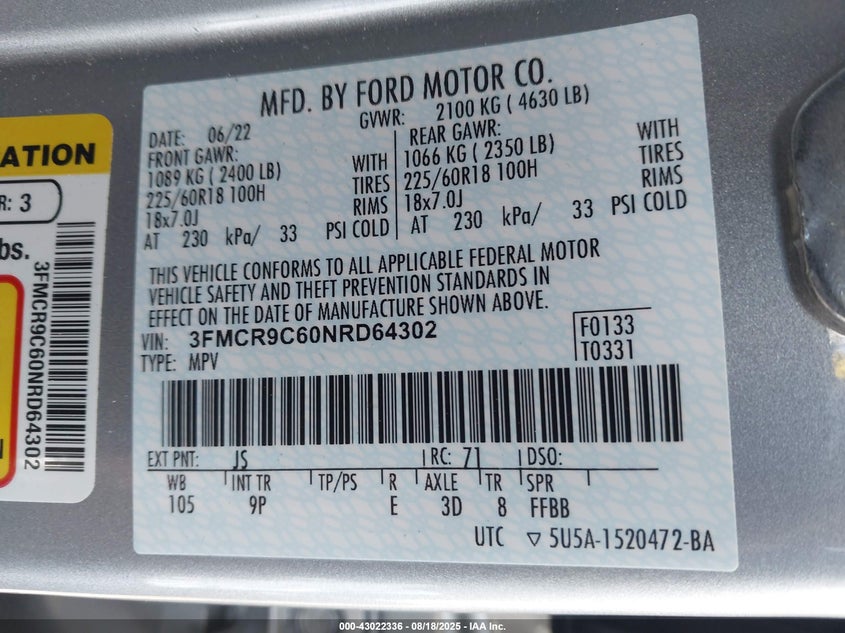 MFD. BY FORD MOTOR CO.
DATE: 06/22 GVWR: 2100 KG ( 4630 LB)
FRONT GAWR: REAR GAWR:
1089 KG ( 2400 LB) WITH 1066 KG ( 2350 LB) WITH
225/60R18 100H TIRES 225/60R18 100H TIRES
18x7.0J RIMS 18x7.0J RIMS
AT 230 kPa/ 33 PSI COLD AT 230 kPa/ 33 PSI COLD
THIS VEHICLE CONFORMS TO ALL APPLICABLE FEDERAL MOTOR
VEHICLE SAFETY AND THEFT PREVENTION STANDARDS IN
EFFECT ON THE DATE OF MANUFACTURE SHOWN ABOVE.
VIN: 3FMCR9C60NRD64302 F0133
TYPE: MPV T0331
EXT PNT: JS RC: 71 DSO:
WB INT TR TP/PS R AXLE TR SPR
105 9P E 3D 8 FFBB
UTC ▽ 5U5A-1520472-BA
ATION
R: 3
bs.
3FMCR9C60NRD64302
N
000-43022336 - 08/18/2025 - IAA Holdings, LLC